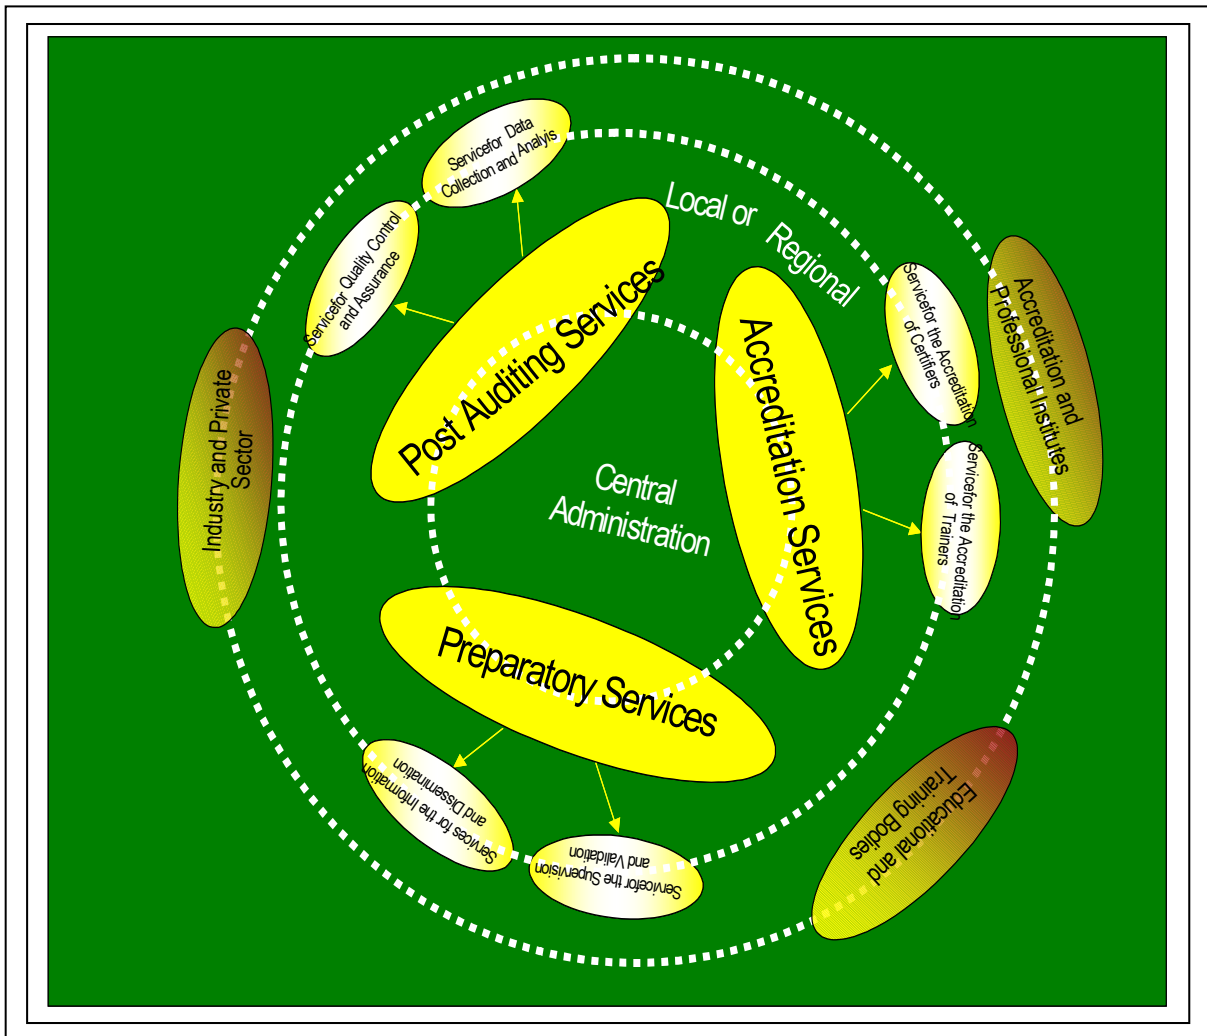 Servicefor Data
Collection and Analyis
Servicefor Quality Control
and Assurance
Local or Regional
Post Auditing Services
Accreditation Services
Servicefor the Accreditation
of Certifiers
Accreditation and
Professional Institutes
Industry and Private
Sector
Central
Administration
Servicefor the Accreditation
of Trainers
Preparatory Services
Services for the Information
and Dissemination
Servicefor the Supervision
and Validation
Educational and
Training Bodies